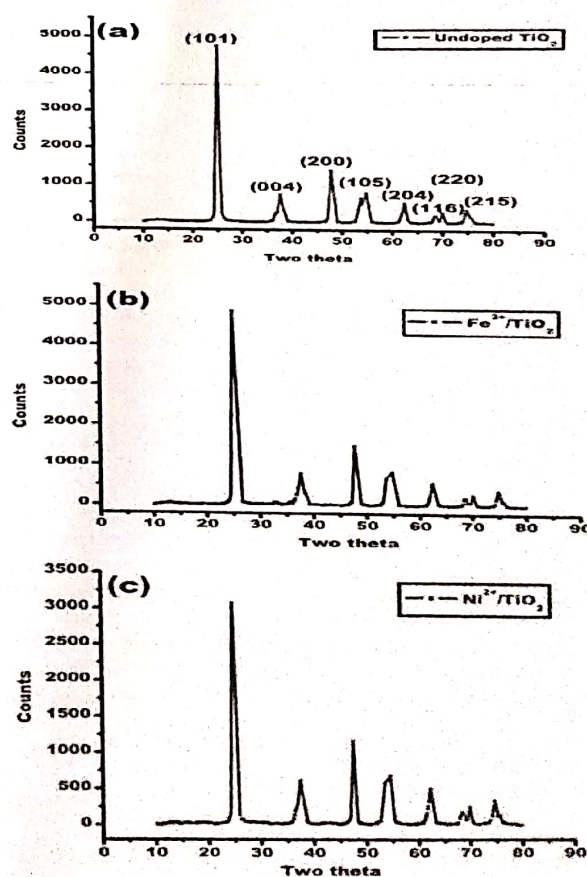 (a)
Undoped TiO₂
5000
4000
3000
2000
1000
0
Counts
(101)
(004)
(200)
(105)
(204)
(116)
(220)
(215)
0 10 20 30 40 50 60 70 80 90
Two theta
(b)
Fe³⁺/TiO₂
5000
4000
3000
2000
1000
0
Counts
0 10 20 30 40 50 60 70 80 90
Two theta
(c)
Ni²⁺/TiO₂
3500
3000
2500
2000
1500
1000
500
0
Counts
0 10 20 30 40 50 60 70 80 90
Two theta